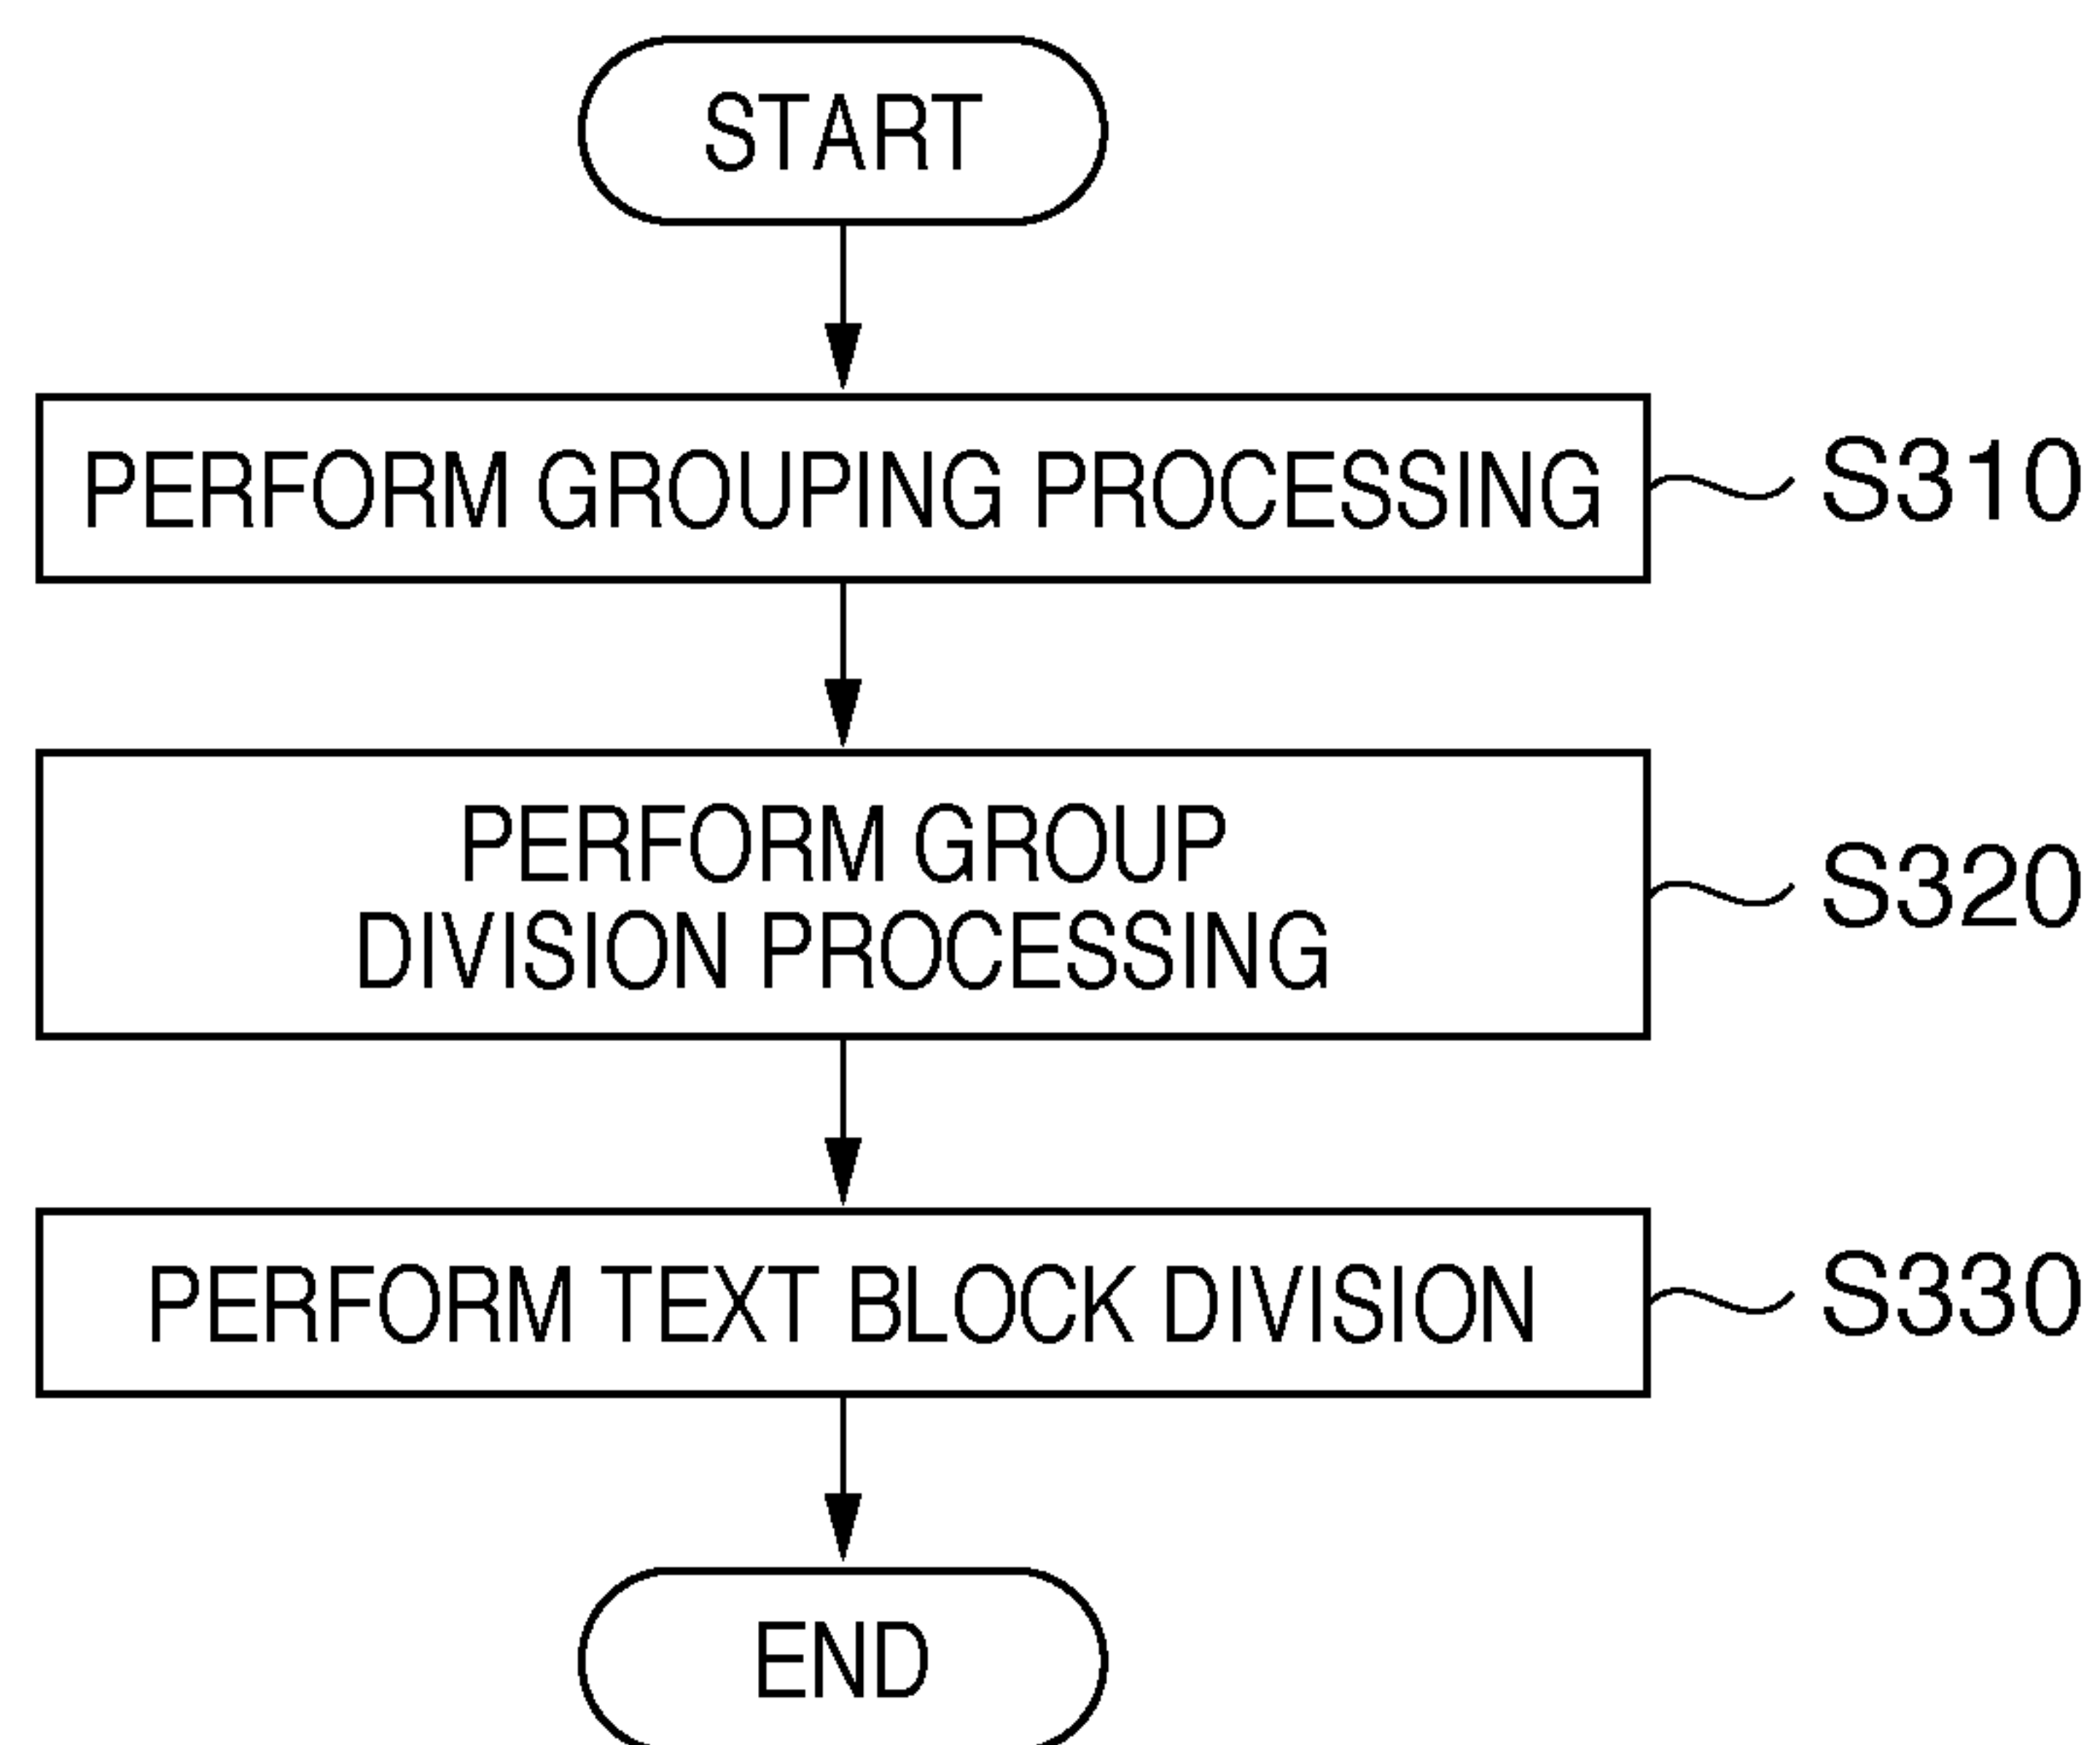 START
PERFORM GROUPING PROCESSING
S310
PERFORM GROUP
DIVISION PROCESSING
S320
PERFORM TEXT BLOCK DIVISION
S330
END